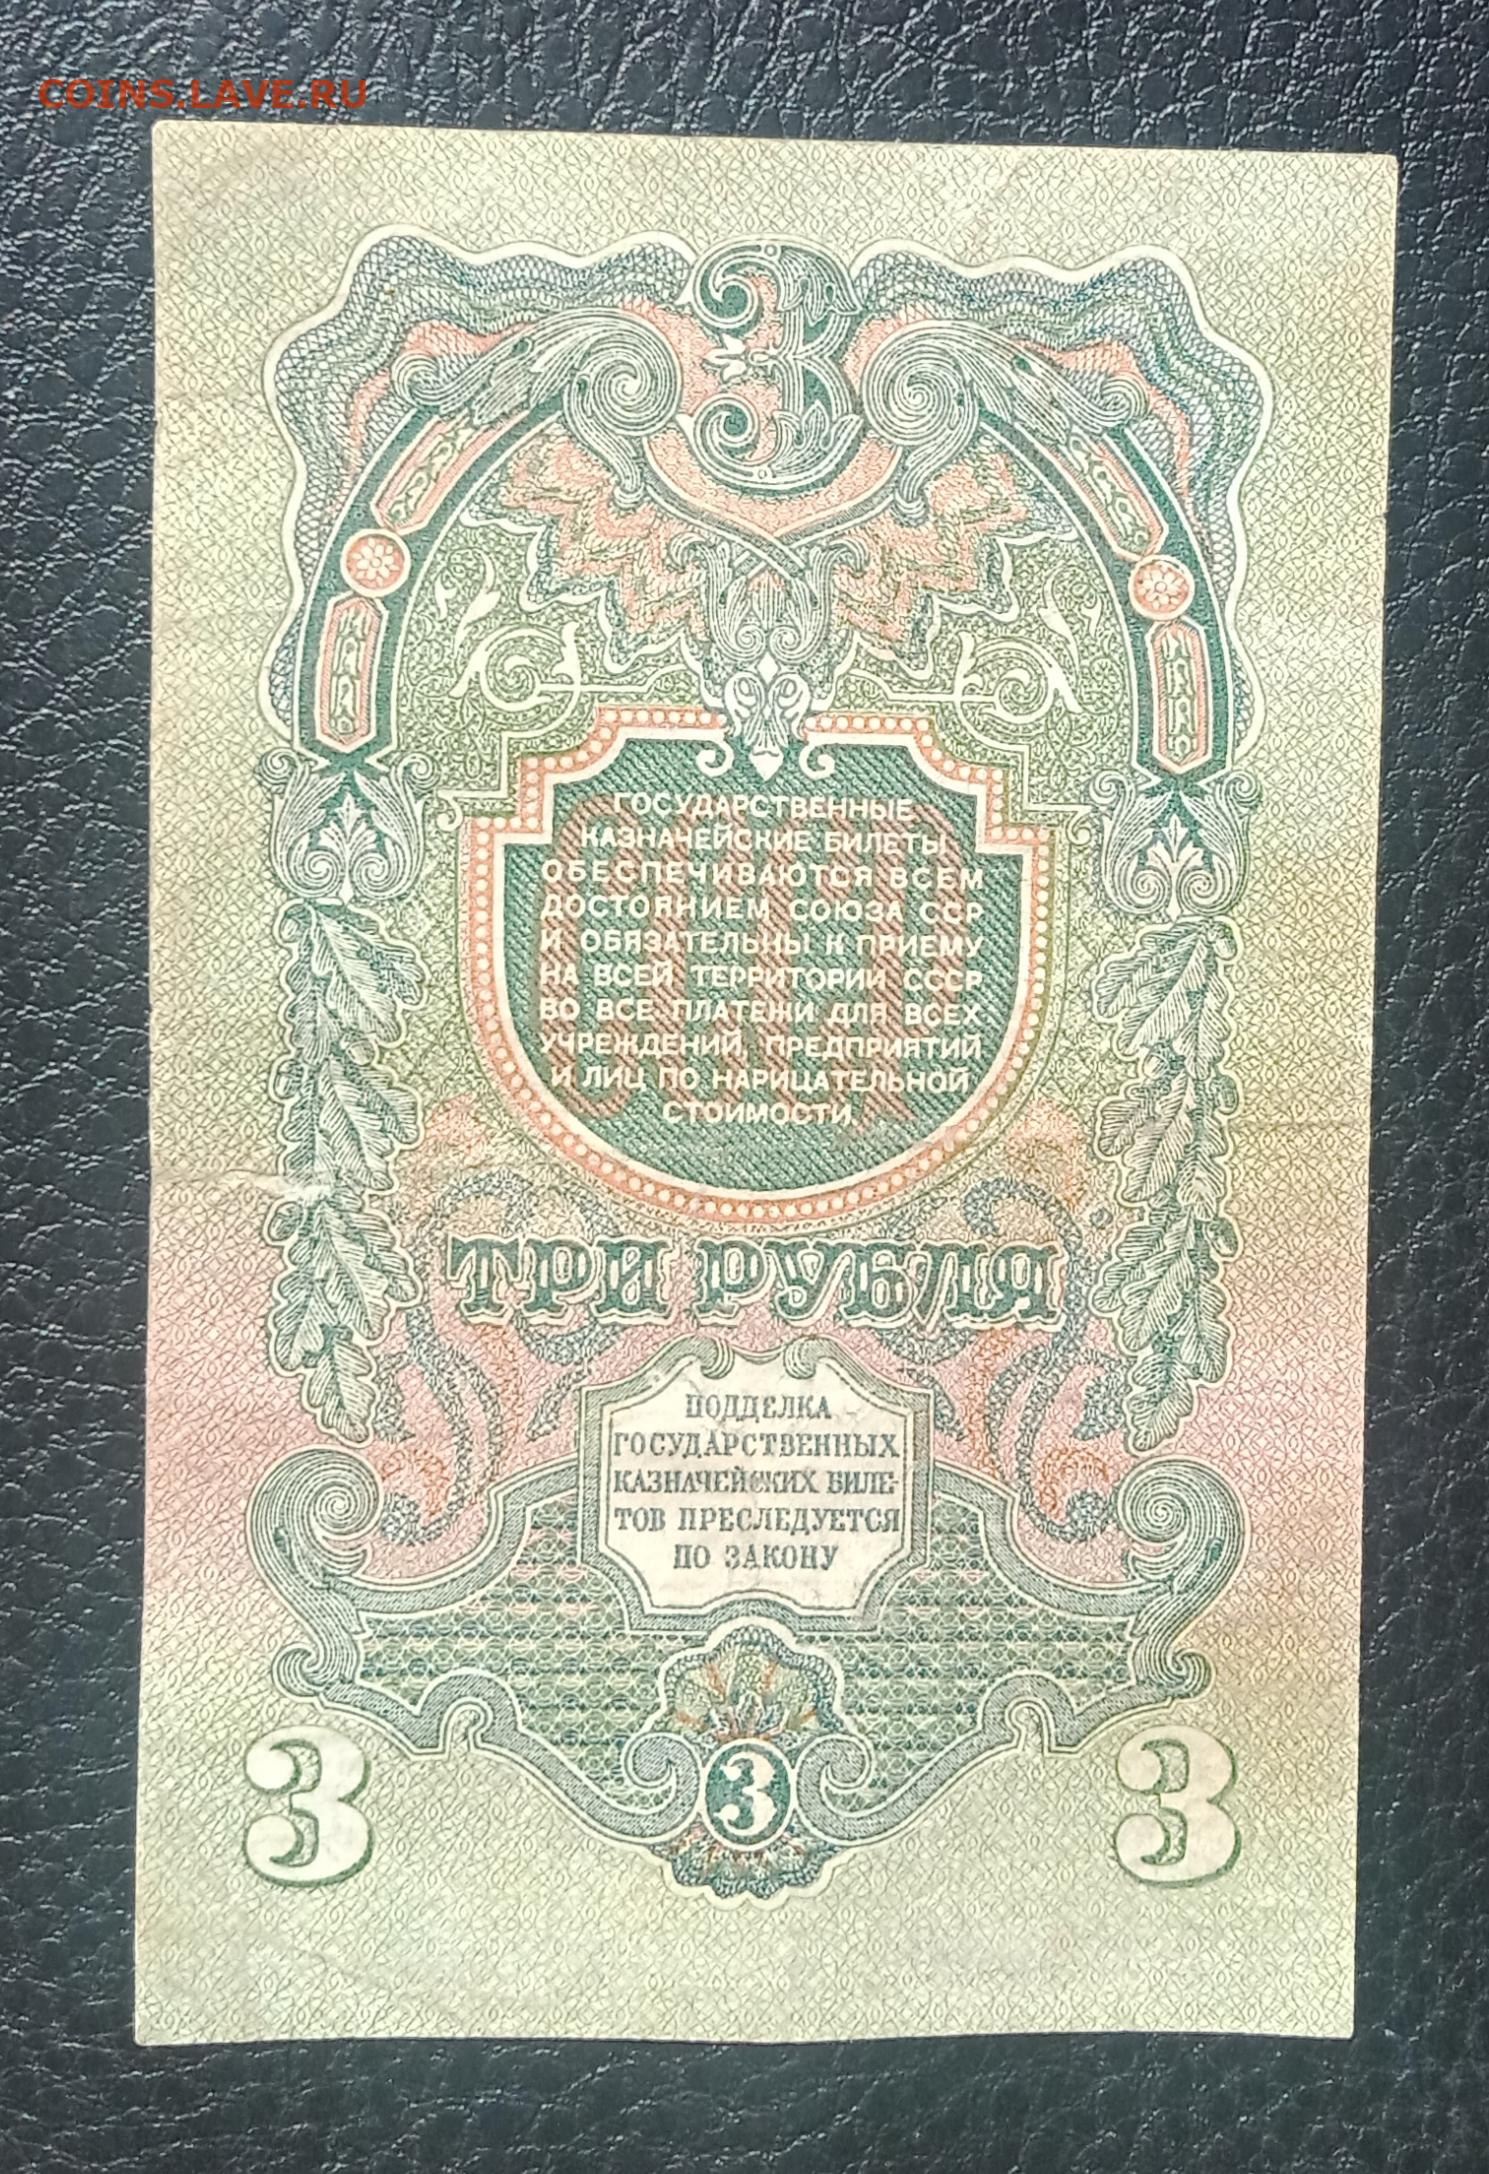 COINS.LAVE.RU
3
ГОСУДАРСТВЕННЫЕ
КАЗНАЧЕЙСКИЕ БИЛЕТЫ
ОБЕСПЕЧИВАЮТСЯ ВСЕМ
ДОСТОЯНИЕМ СОЮЗА ССР
И ОБЯЗАТЕЛЬНЫ К ПРИЕМУ
НА ВСЕЙ ТЕРРИТОРИИ СССР
ВО ВСЕ ПЛАТЕЖИ ДЛЯ ВСЕХ
УЧРЕЖДЕНИЙ, ПРЕДПРИЯТИЙ
И ЛИЦ ПО НАРИЦАТЕЛЬНОЙ
СТОИМОСТИ.
ТРИ РУБЛЯ
ПОДДЕЛКА
ГОСУДАРСТВЕННЫХ
КАЗНАЧЕЙСКИХ БИЛЕ-
ТОВ ПРЕСЛЕДУЕТСЯ
ПО ЗАКОНУ
3 3 3